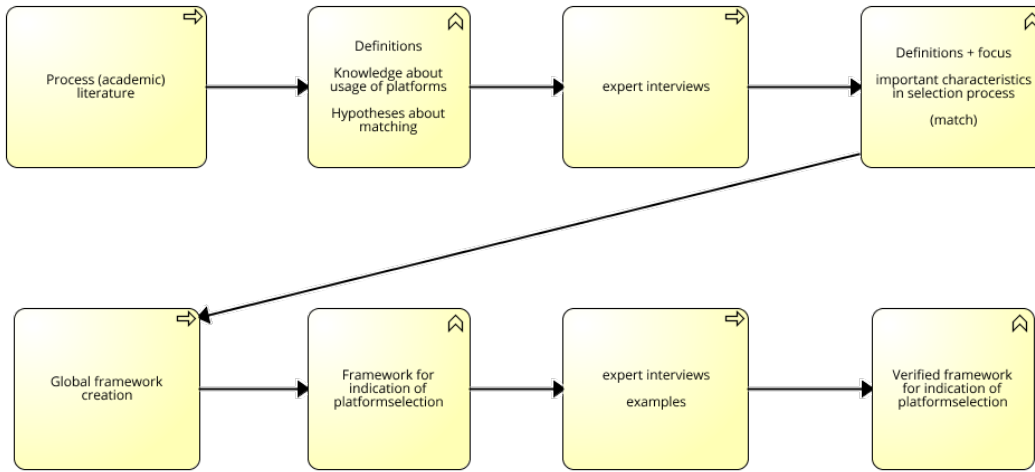 Process (academic)
literature
Definitions
Knowledge about
usage of platforms
Hypotheses about
matching
expert interviews
Definitions + focus
important characteristics
in selection process
(match)
Global framework
creation
Framework for
indication of
platformselection
expert interviews
examples
Verified framework
for indication of
platformselection